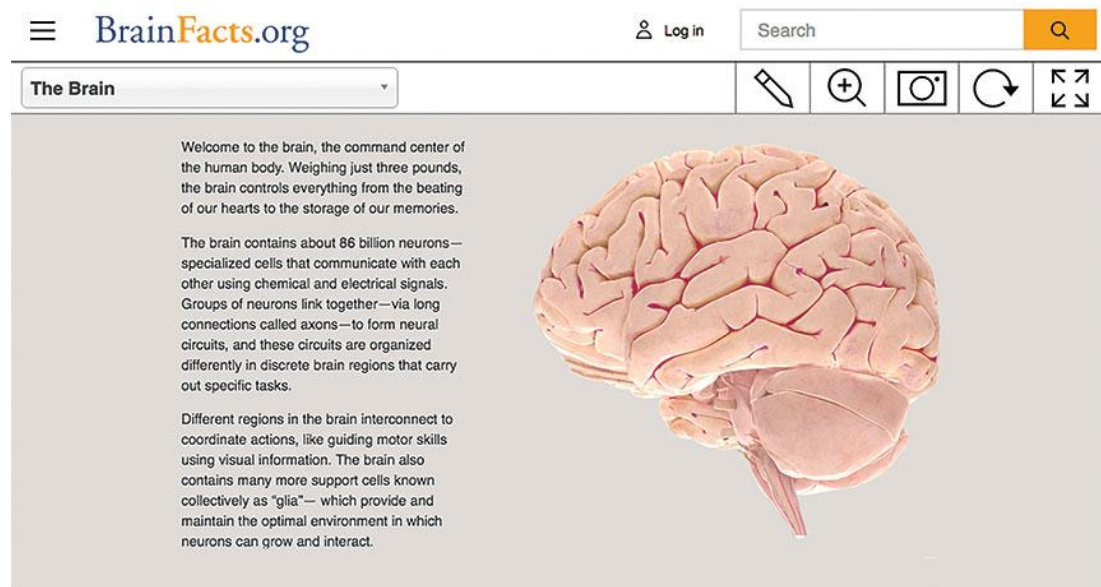 BrainFacts.org
Log in
Search
The Brain
Welcome to the brain, the command center of
the human body. Weighing just three pounds,
the brain controls everything from the beating
of our hearts to the storage of our memories.
The brain contains about 86 billion neurons—
specialized cells that communicate with each
other using chemical and electrical signals.
Groups of neurons link together—via long
connections called axons—to form neural
circuits, and these circuits are organized
differently in discrete brain regions that carry
out specific tasks.
Different regions in the brain interconnect to
coordinate actions, like guiding motor skills
using visual information. The brain also
contains many more support cells known
collectively as “glia”— which provide and
maintain the optimal environment in which
neurons can grow and interact.